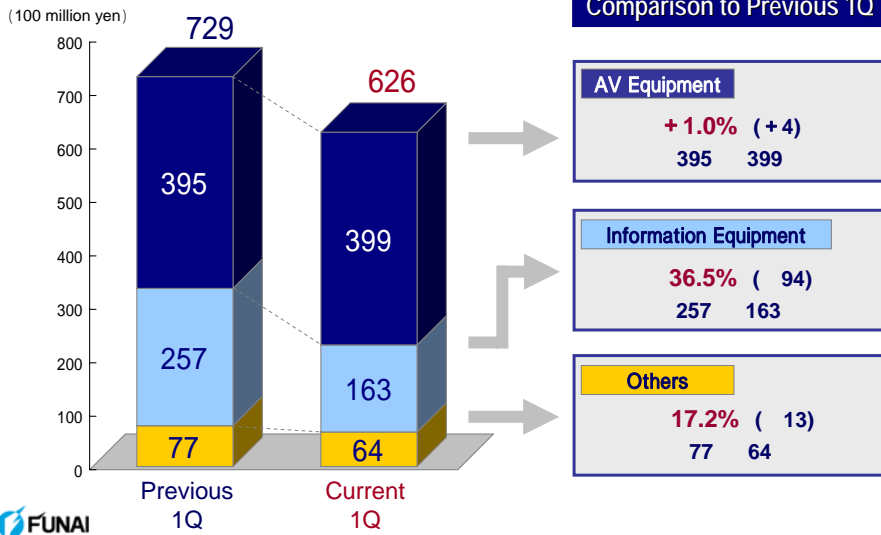 (100 million yen)
Comparison to Previous 1Q
729
626
800
700
600
500
400
300
200
100
0
395
257
77
399
163
64
Previous
1Q
Current
1Q
AV Equipment
+1.0% (+4)
395 399
Information Equipment
36.5% ( 94)
257 163
Others
17.2% ( 13)
77 64
FUNAI